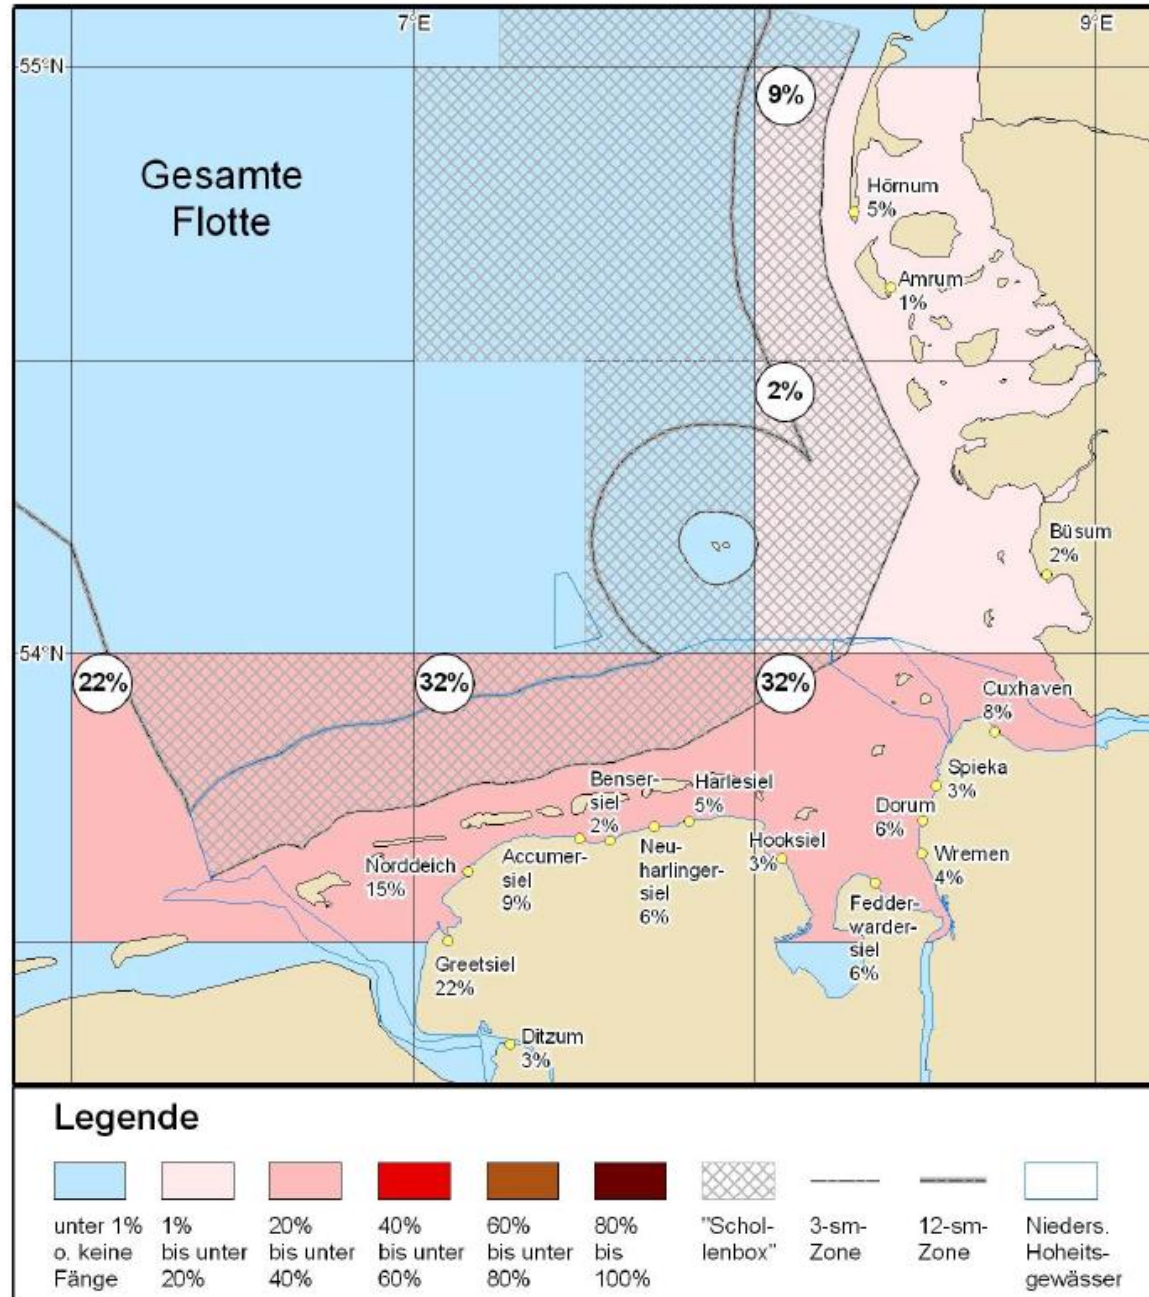 7°E
9°E
55°N
9%
Gesamte
Flotte
Hörnum
5%
Amrum
1%
2%
Büsum
2%
54°N
22%
32%
32%
Cuxhaven
8%
Spieka
3%
Benser-
siel
2%
Harlesiel
5%
Dorum
6%
Hooksiel
3%
Wremen
4%
Norddeich
15%
Accumer-
siel
9%
Neu-
harlinger-
siel
6%
Fedder-
warder-
siel
6%
Greetsiel
22%
Ditzum
3%
Legende
unter 1%
o. keine
Fänge
1%
bis unter
20%
20%
bis unter
40%
40%
bis unter
60%
60%
bis unter
80%
80%
bis
100%
"Schol-
lenbox"
3-sm-
Zone
12-sm-
Zone
Nieders.
Hoheits-
gewässer